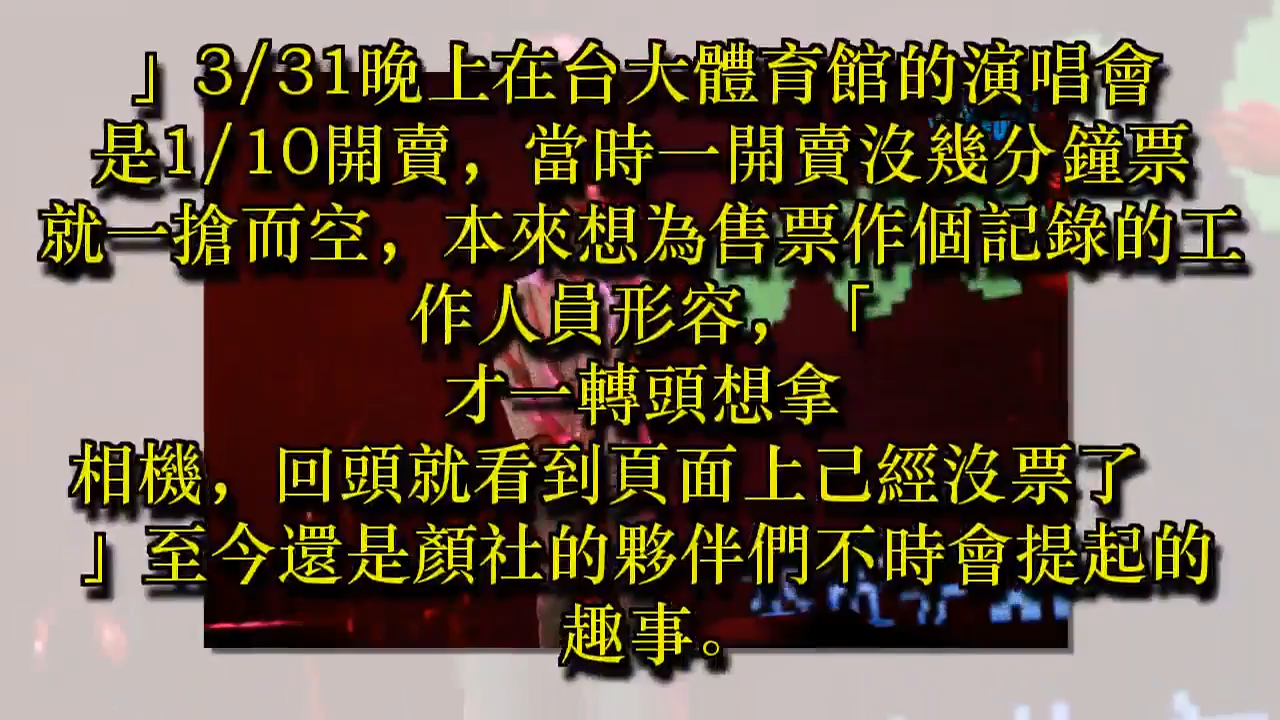 」3/31晚上在台大體育館的演唱會
是1/10開賣，當時一開賣沒幾分鐘票
就一搶而空，本來想為售票作個記錄的工
作人員形容，「
才一轉頭想拿
相機，回頭就看到頁面上己經沒票了
」至今還是顏社的夥伴們不時會提起的
趣事。